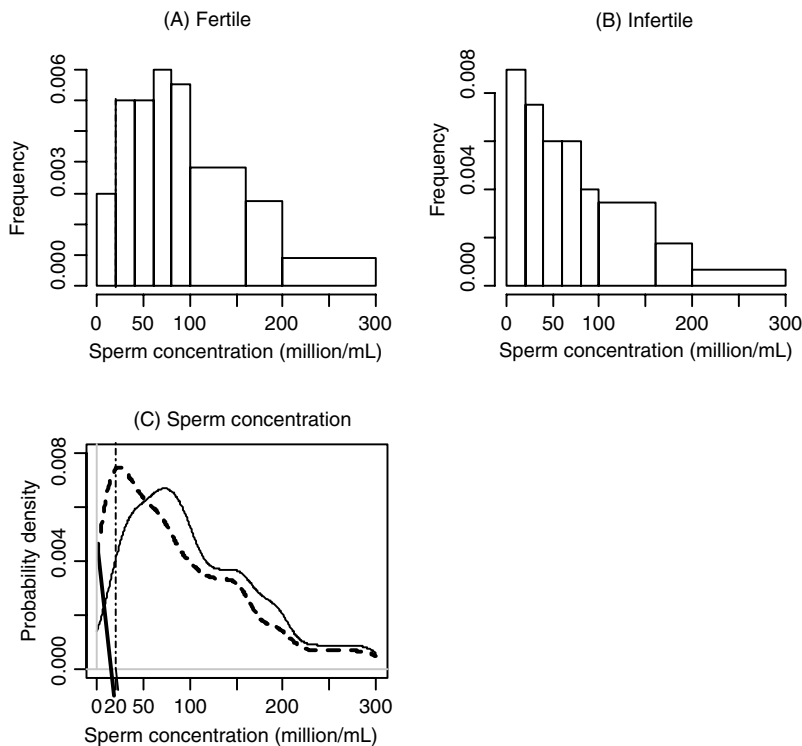 (A) Fertile
Frequency
0.006
0.003
0.000
0 50 100 200 300
Sperm concentration (million/mL)
(B) Infertile
Frequency
0.008
0.004
0.000
0 50 100 200 300
Sperm concentration (million/mL)
(C) Sperm concentration
Probability density
0.008
0.004
0.000
0 20 50 100 200 300
Sperm concentration (million/mL)